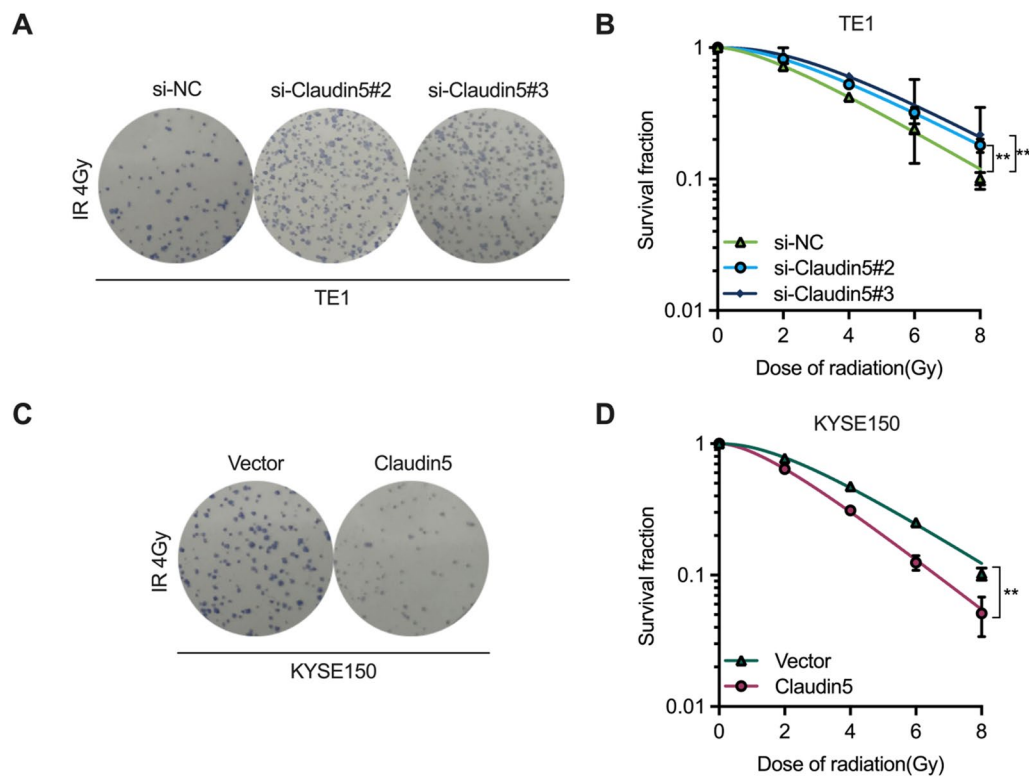 A
si-NC
si-Claudin5#2
si-Claudin5#3
IR 4Gy
TE1
B
TE1
Survival fraction
1
0.1
0.01
si-NC
si-Claudin5#2
si-Claudin5#3
**
**
0 2 4 6 8
Dose of radiation(Gy)
C
Vector
Claudin5
IR 4Gy
KYSE150
D
KYSE150
Survival fraction
1
0.1
0.01
Vector
Claudin5
**
0 2 4 6 8
Dose of radiation(Gy)